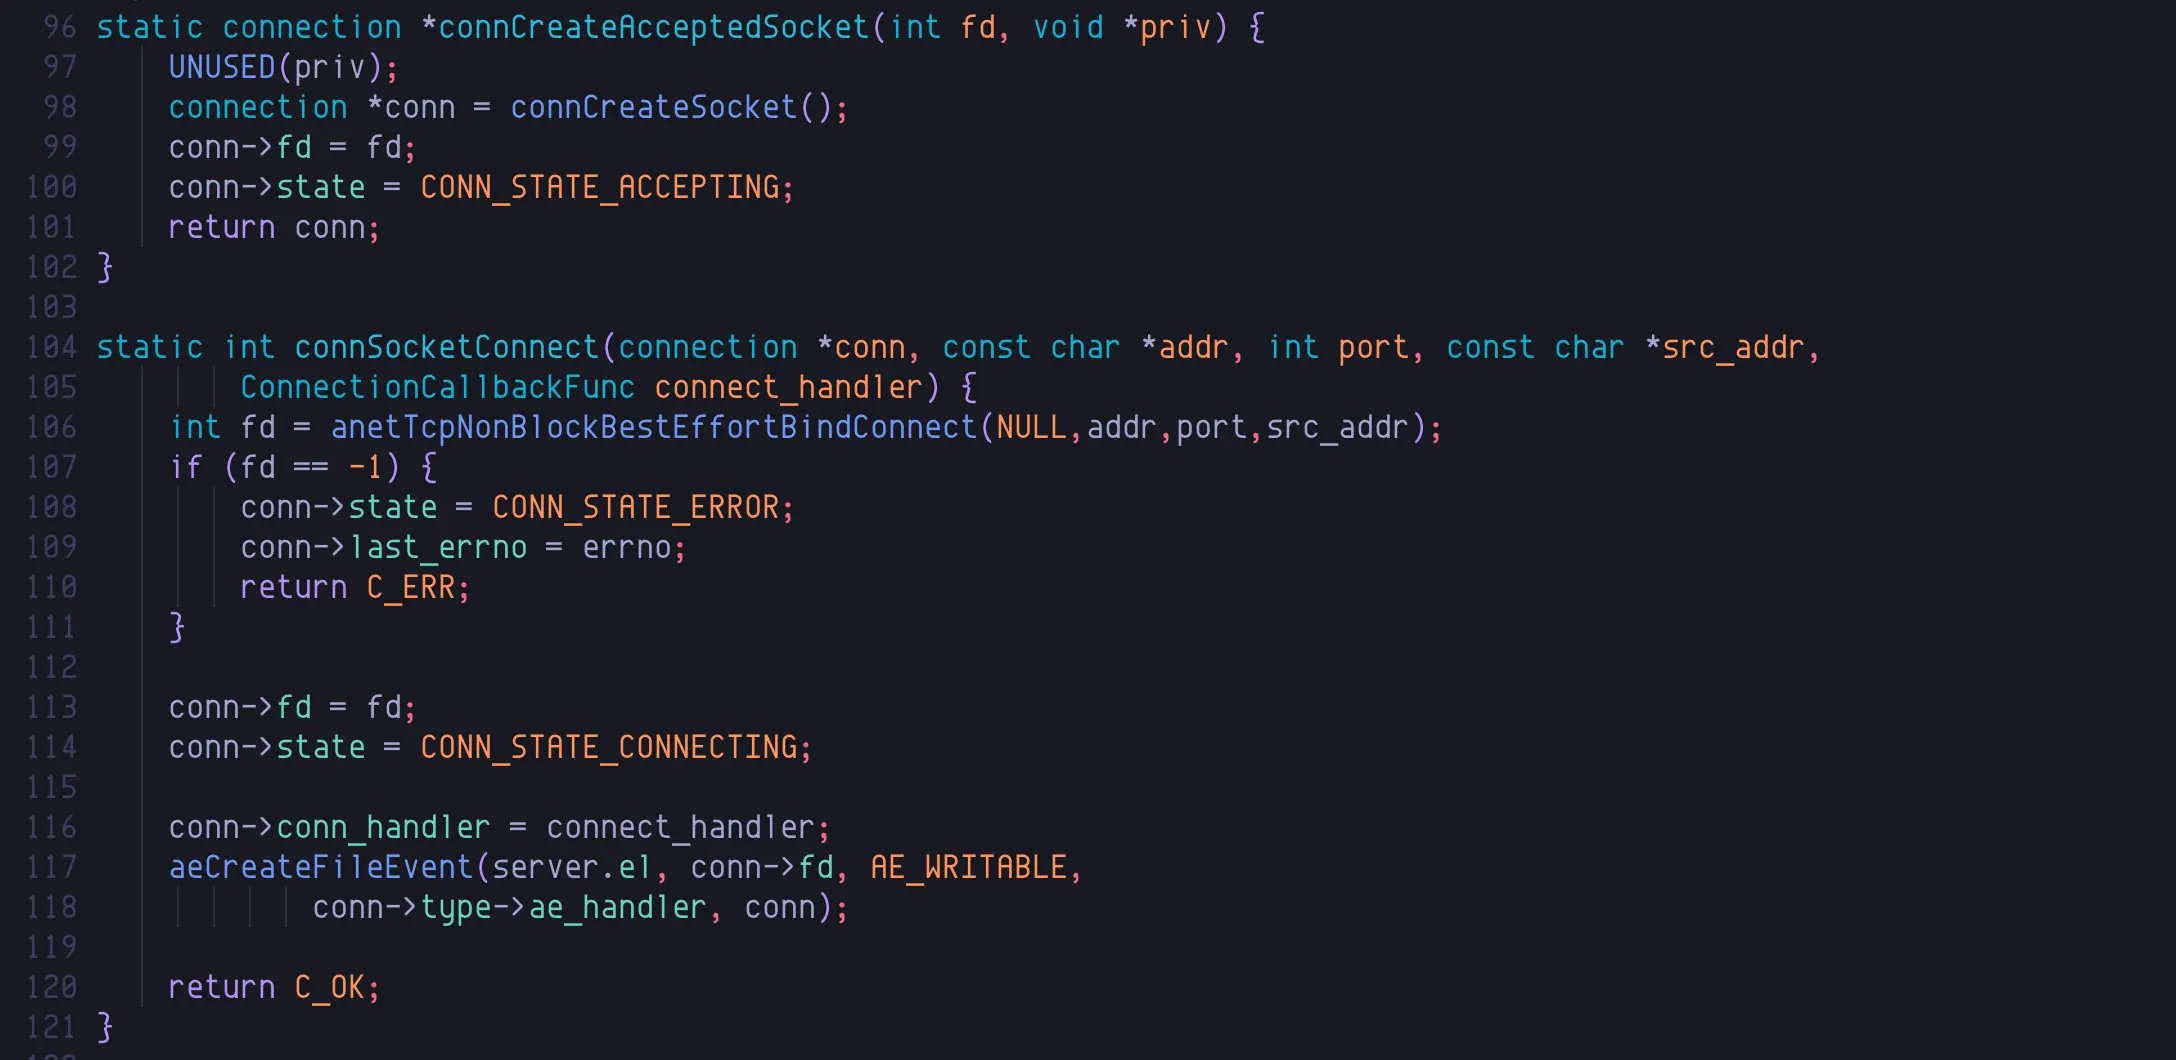 96 static connection *connCreateAcceptedSocket(int fd, void *priv) {
97     UNUSED(priv);
98     connection *conn = connCreateSocket();
99     conn->fd = fd;
100     conn->state = CONN_STATE_ACCEPTING;
101     return conn;
102 }
103
104 static int connSocketConnect(connection *conn, const char *addr, int port, const char *src_addr,
105         ConnectionCallbackFunc connect_handler) {
106     int fd = anetTcpNonBlockBestEffortBindConnect(NULL,addr,port,src_addr);
107     if (fd == -1) {
108         conn->state = CONN_STATE_ERROR;
109         conn->last_errno = errno;
110         return C_ERR;
111     }
112
113     conn->fd = fd;
114     conn->state = CONN_STATE_CONNECTING;
115
116     conn->conn_handler = connect_handler;
117     aeCreateFileEvent(server.el, conn->fd, AE_WRITABLE,
118             conn->type->ae_handler, conn);
119
120     return C_OK;
121 }